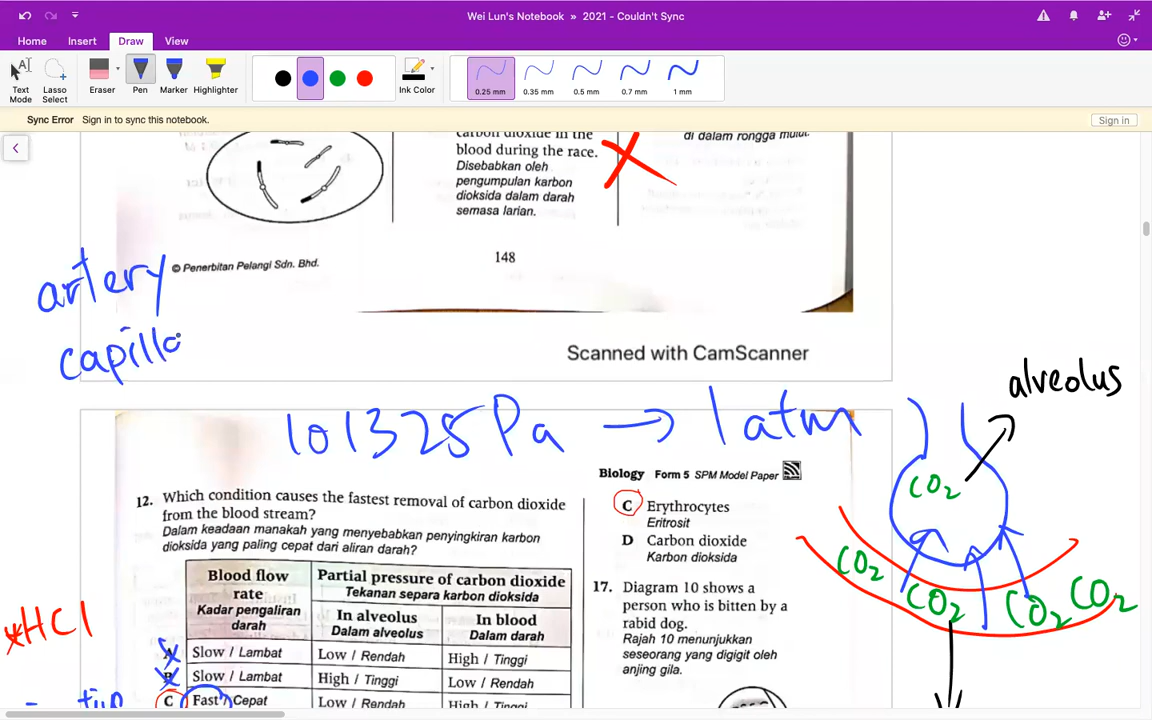 Wei Lun's Notebook » 2021 - Couldn't Sync
Home Insert Draw View
Text Mode
Lasso Select
Eraser
Pen
Marker
Highlighter
Ink Color
0.25 mm
0.35 mm
0.5 mm
0.7 mm
1 mm
Sync Error Sign in to sync this notebook.
Sign in
carbon dioxide in the
blood during the race.
Disebabkan oleh
pengumpulan karbon
dioksida dalam darah
semasa larian.
di dalam rongga mulut.
© Penerbitan Pelangi Sdn. Bhd.
148
artery
capilla
Scanned with CamScanner
alveolus
101325 Pa → 1 atm
Biology Form 5 SPM Model Paper
12. Which condition causes the fastest removal of carbon dioxide
from the blood stream?
Dalam keadaan manakah yang menyebabkan penyingkiran karbon
dioksida yang paling cepat dari aliran darah?
Blood flow
rate
Kadar pengaliran
darah
Partial pressure of carbon dioxide
Tekanan separa karbon dioksida
In alveolus
Dalam alveolus
In blood
Dalam darah
A Slow / Lambat Low / Rendah High / Tinggi
B Slow / Lambat High / Tinggi Low / Rendah
C Fast / Cepat Low / Rendah High / Tinggi
*HCl
C Erythrocytes
Eritrosit
D Carbon dioxide
Karbon dioksida
17. Diagram 10 shows a
person who is bitten by a
rabid dog.
Rajah 10 menunjukkan
seseorang yang digigit oleh
anjing gila.
CO2
CO2
CO2
CO2
CO2